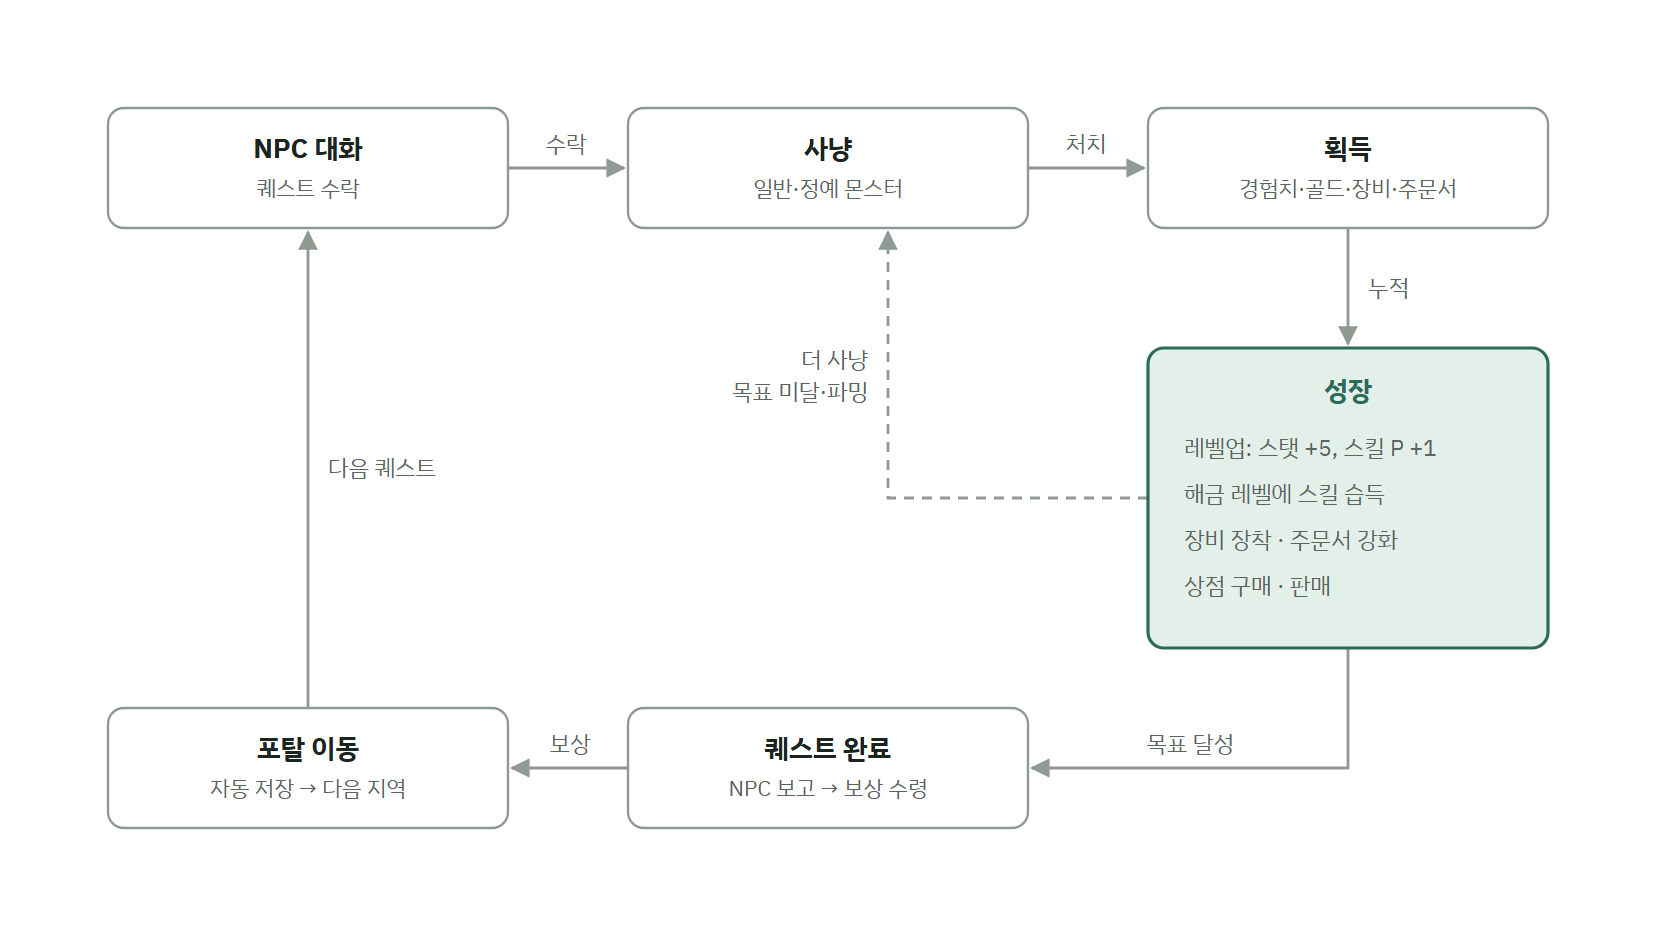 NPC 대화
퀘스트 수락
수락
사냥
일반·정예 몬스터
처치
획득
경험치·골드·장비·주문서
누적
더 사냥
목표 미달·파밍
성장
레벨업: 스탯 +5, 스킬 P +1
해금 레벨에 스킬 습득
장비 장착 · 주문서 강화
상점 구매 · 판매
다음 퀘스트
포탈 이동
자동 저장 → 다음 지역
보상
퀘스트 완료
NPC 보고 → 보상 수령
목표 달성